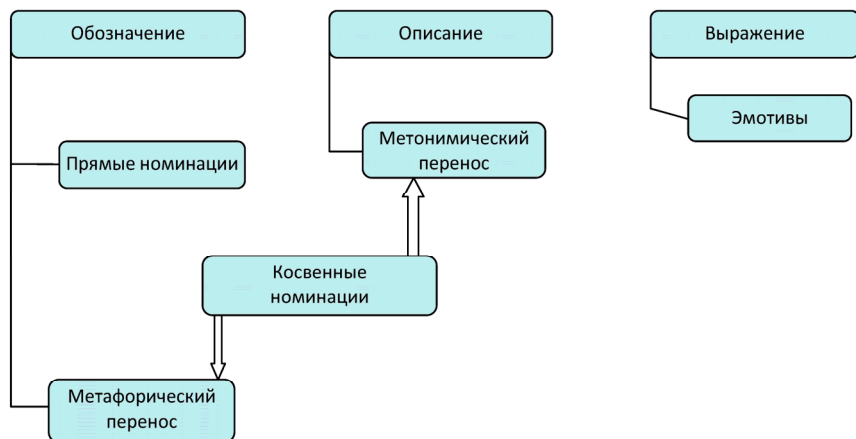 Обозначение
Описание
Выражение
Эмотивы
Метонимический
перенос
Прямые номинации
Косвенные
номинации
Метафорический
перенос